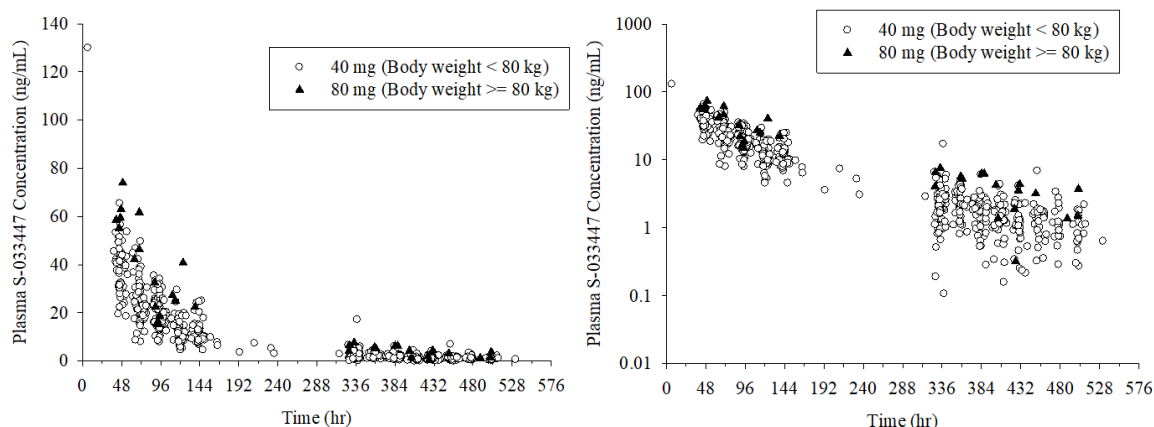 Plasma S-033447 Concentration (ng/mL)
140
120
100
80
60
40
20
0
40 mg (Body weight < 80 kg)
80 mg (Body weight >= 80 kg)
0 48 96 144 192 240 288 336 384 432 480 528 576
Time (hr)
Plasma S-033447 Concentration (ng/mL)
1000
100
10
1
0.1
0.01
40 mg (Body weight < 80 kg)
80 mg (Body weight >= 80 kg)
0 48 96 144 192 240 288 336 384 432 480 528 576
Time (hr)